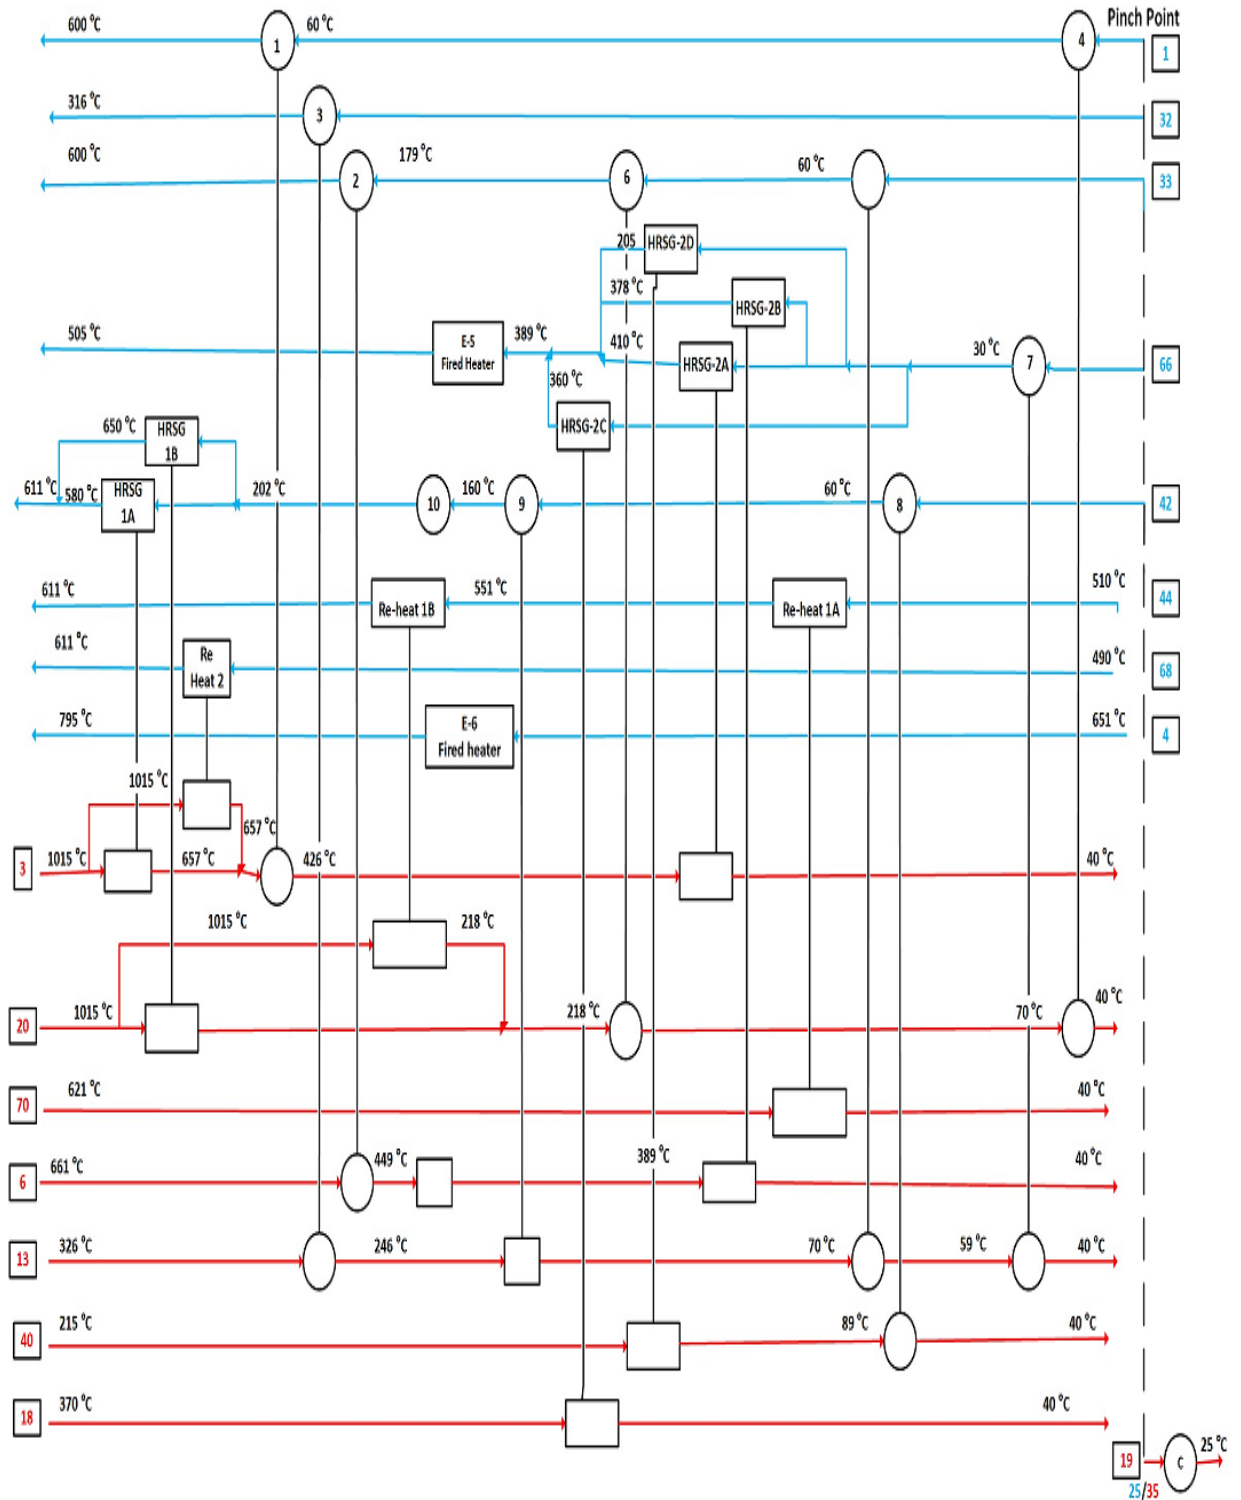 Pinch Point
600 °C
1
60 °C
4
1
316 °C
3
32
600 °C
2
179 °C
6
60 °C
33
205
HRSG-2D
378 °C
HRSG-2B
505 °C
E-5
Fired Heater
389 °C
410 °C
HRSG-2A
30 °C
7
66
360 °C
HRSG-2C
650 °C
HRSG
1B
611 °C
580 °C
HRSG
1A
202 °C
10
160 °C
9
60 °C
8
42
611 °C
Re-heat 1B
551 °C
Re-heat 1A
510 °C
44
611 °C
Re
Heat 2
490 °C
68
795 °C
E-6
Fired heater
651 °C
4
1015 °C
657 °C
3
1015 °C
657 °C
426 °C
40 °C
1015 °C
218 °C
20
1015 °C
218 °C
70 °C
40 °C
70
621 °C
40 °C
6
661 °C
449 °C
389 °C
40 °C
13
326 °C
246 °C
70 °C
59 °C
40 °C
40
215 °C
89 °C
40 °C
18
370 °C
40 °C
19
C
25 °C
25/35